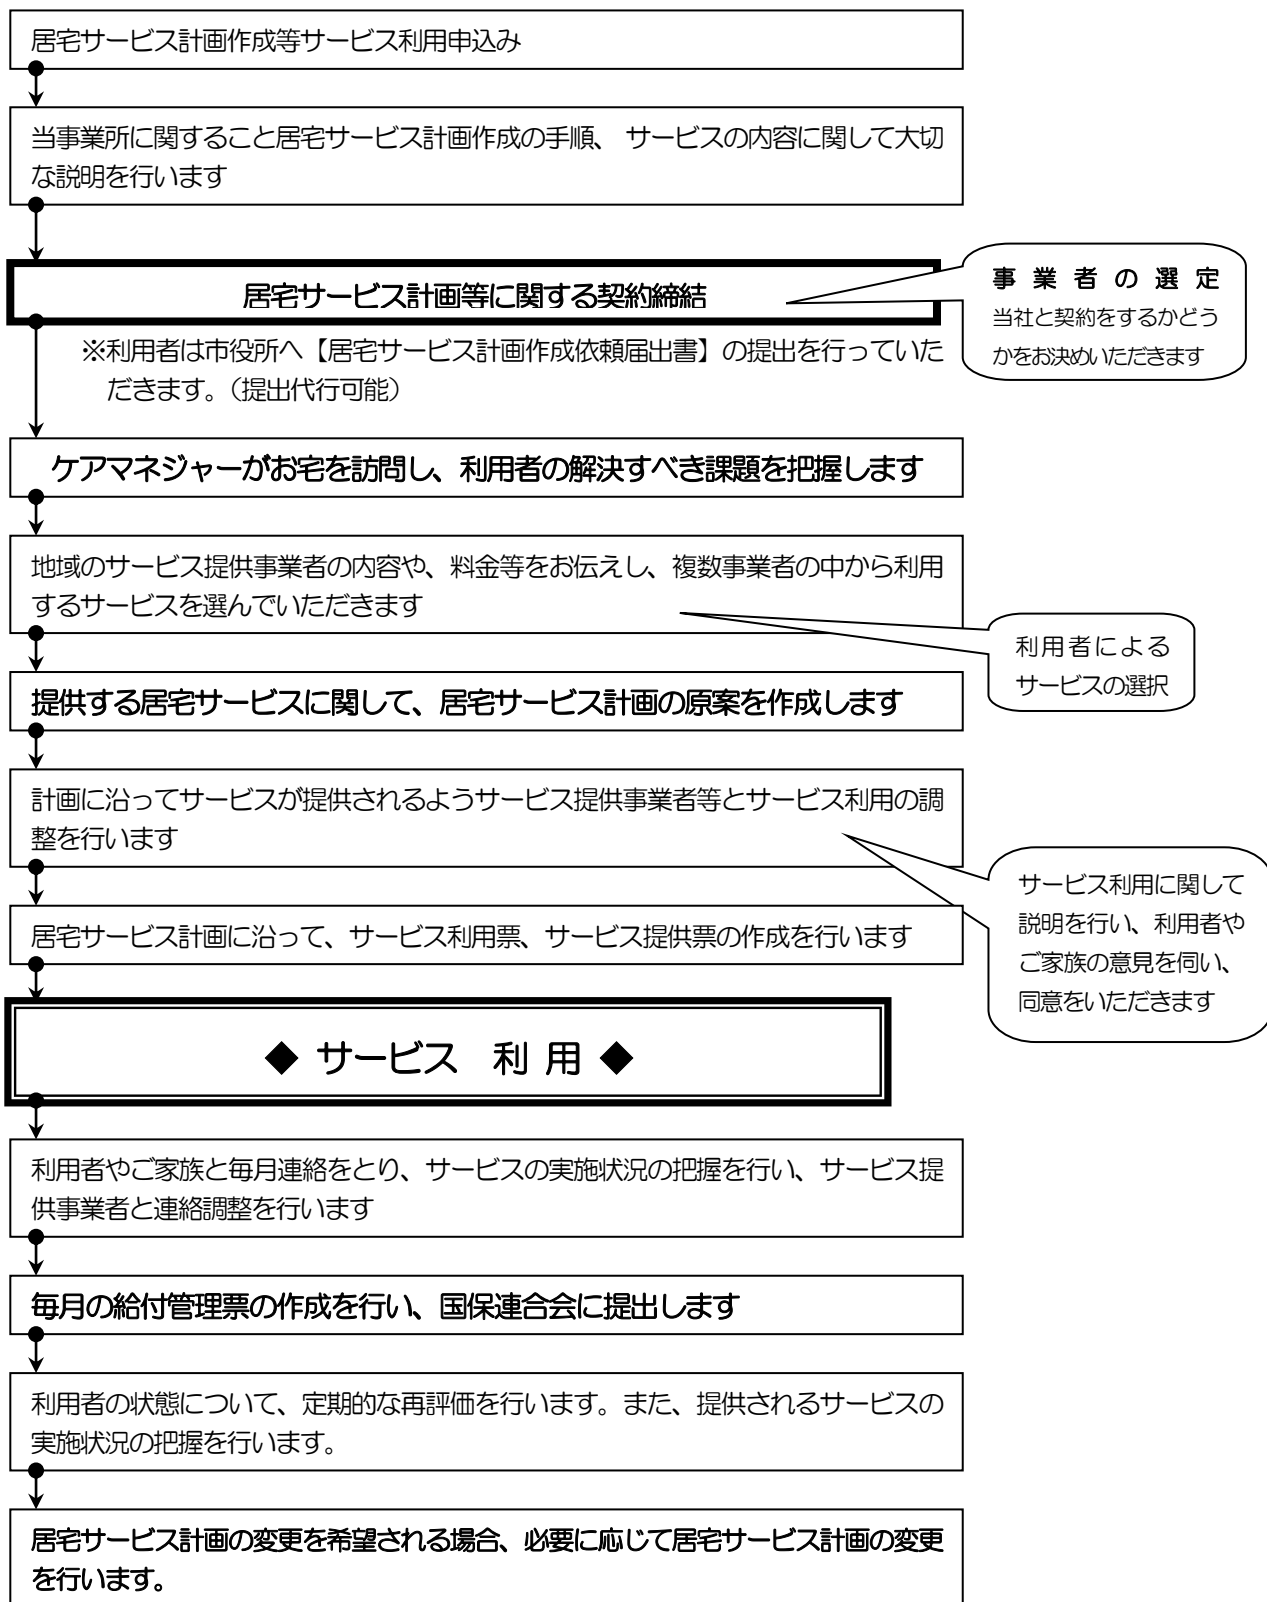 居宅サービス計画作成等サービス利用申込み
当事業所に関すること居宅サービス計画作成の手順、 サービスの内容に関して大切
な説明を行います
居宅サービス計画等に関する契約締結
事 業 者 の 選 定
当社と契約をするかどう
かをお決めいただきます
※利用者は市役所へ【居宅サービス計画作成依頼届出書】の提出を行っていた
だきます。（提出代行可能）
ケアマネジャーがお宅を訪問し、利用者の解決すべき課題を把握します
地域のサービス提供事業者の内容や、料金等をお伝えし、複数事業者の中から利用
するサービスを選んでいただきます
利用者による
サービスの選択
提供する居宅サービスに関して、居宅サービス計画の原案を作成します
計画に沿ってサービスが提供されるようサービス提供事業者等とサービス利用の調
整を行います
サービス利用に関して
説明を行い、利用者や
ご家族の意見を伺い、
同意をいただきます
居宅サービス計画に沿って、サービス利用票、サービス提供票の作成を行います
◆ サービス 利 用 ◆
利用者やご家族と毎月連絡をとり、サービスの実施状況の把握を行い、サービス提
供事業者と連絡調整を行います
毎月の給付管理票の作成を行い、国保連合会に提出します
利用者の状態について、定期的な再評価を行います。また、提供されるサービスの
実施状況の把握を行います。
居宅サービス計画の変更を希望される場合、必要に応じて居宅サービス計画の変更
を行います。